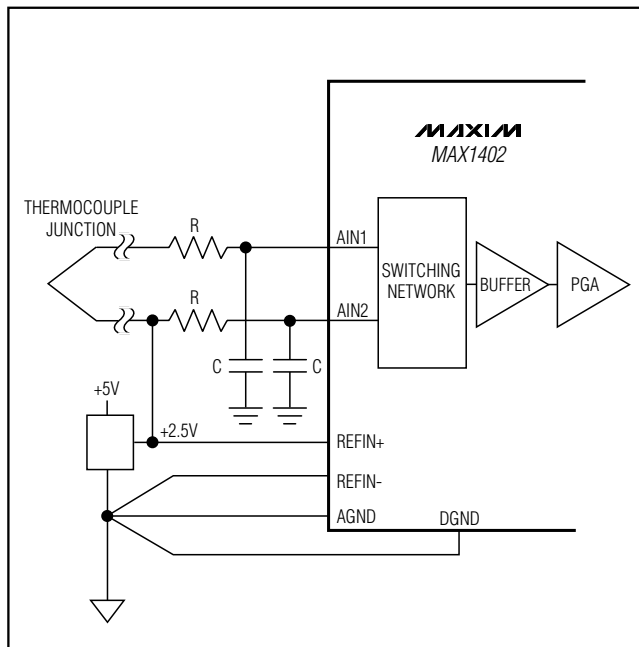 MAXIM
MAX1402
THERMOCOUPLE
JUNCTION
R
AIN1
SWITCHING
NETWORK
BUFFER
PGA
R
AIN2
C
C
+5V
+2.5V
REFIN+
REFIN-
AGND
DGND